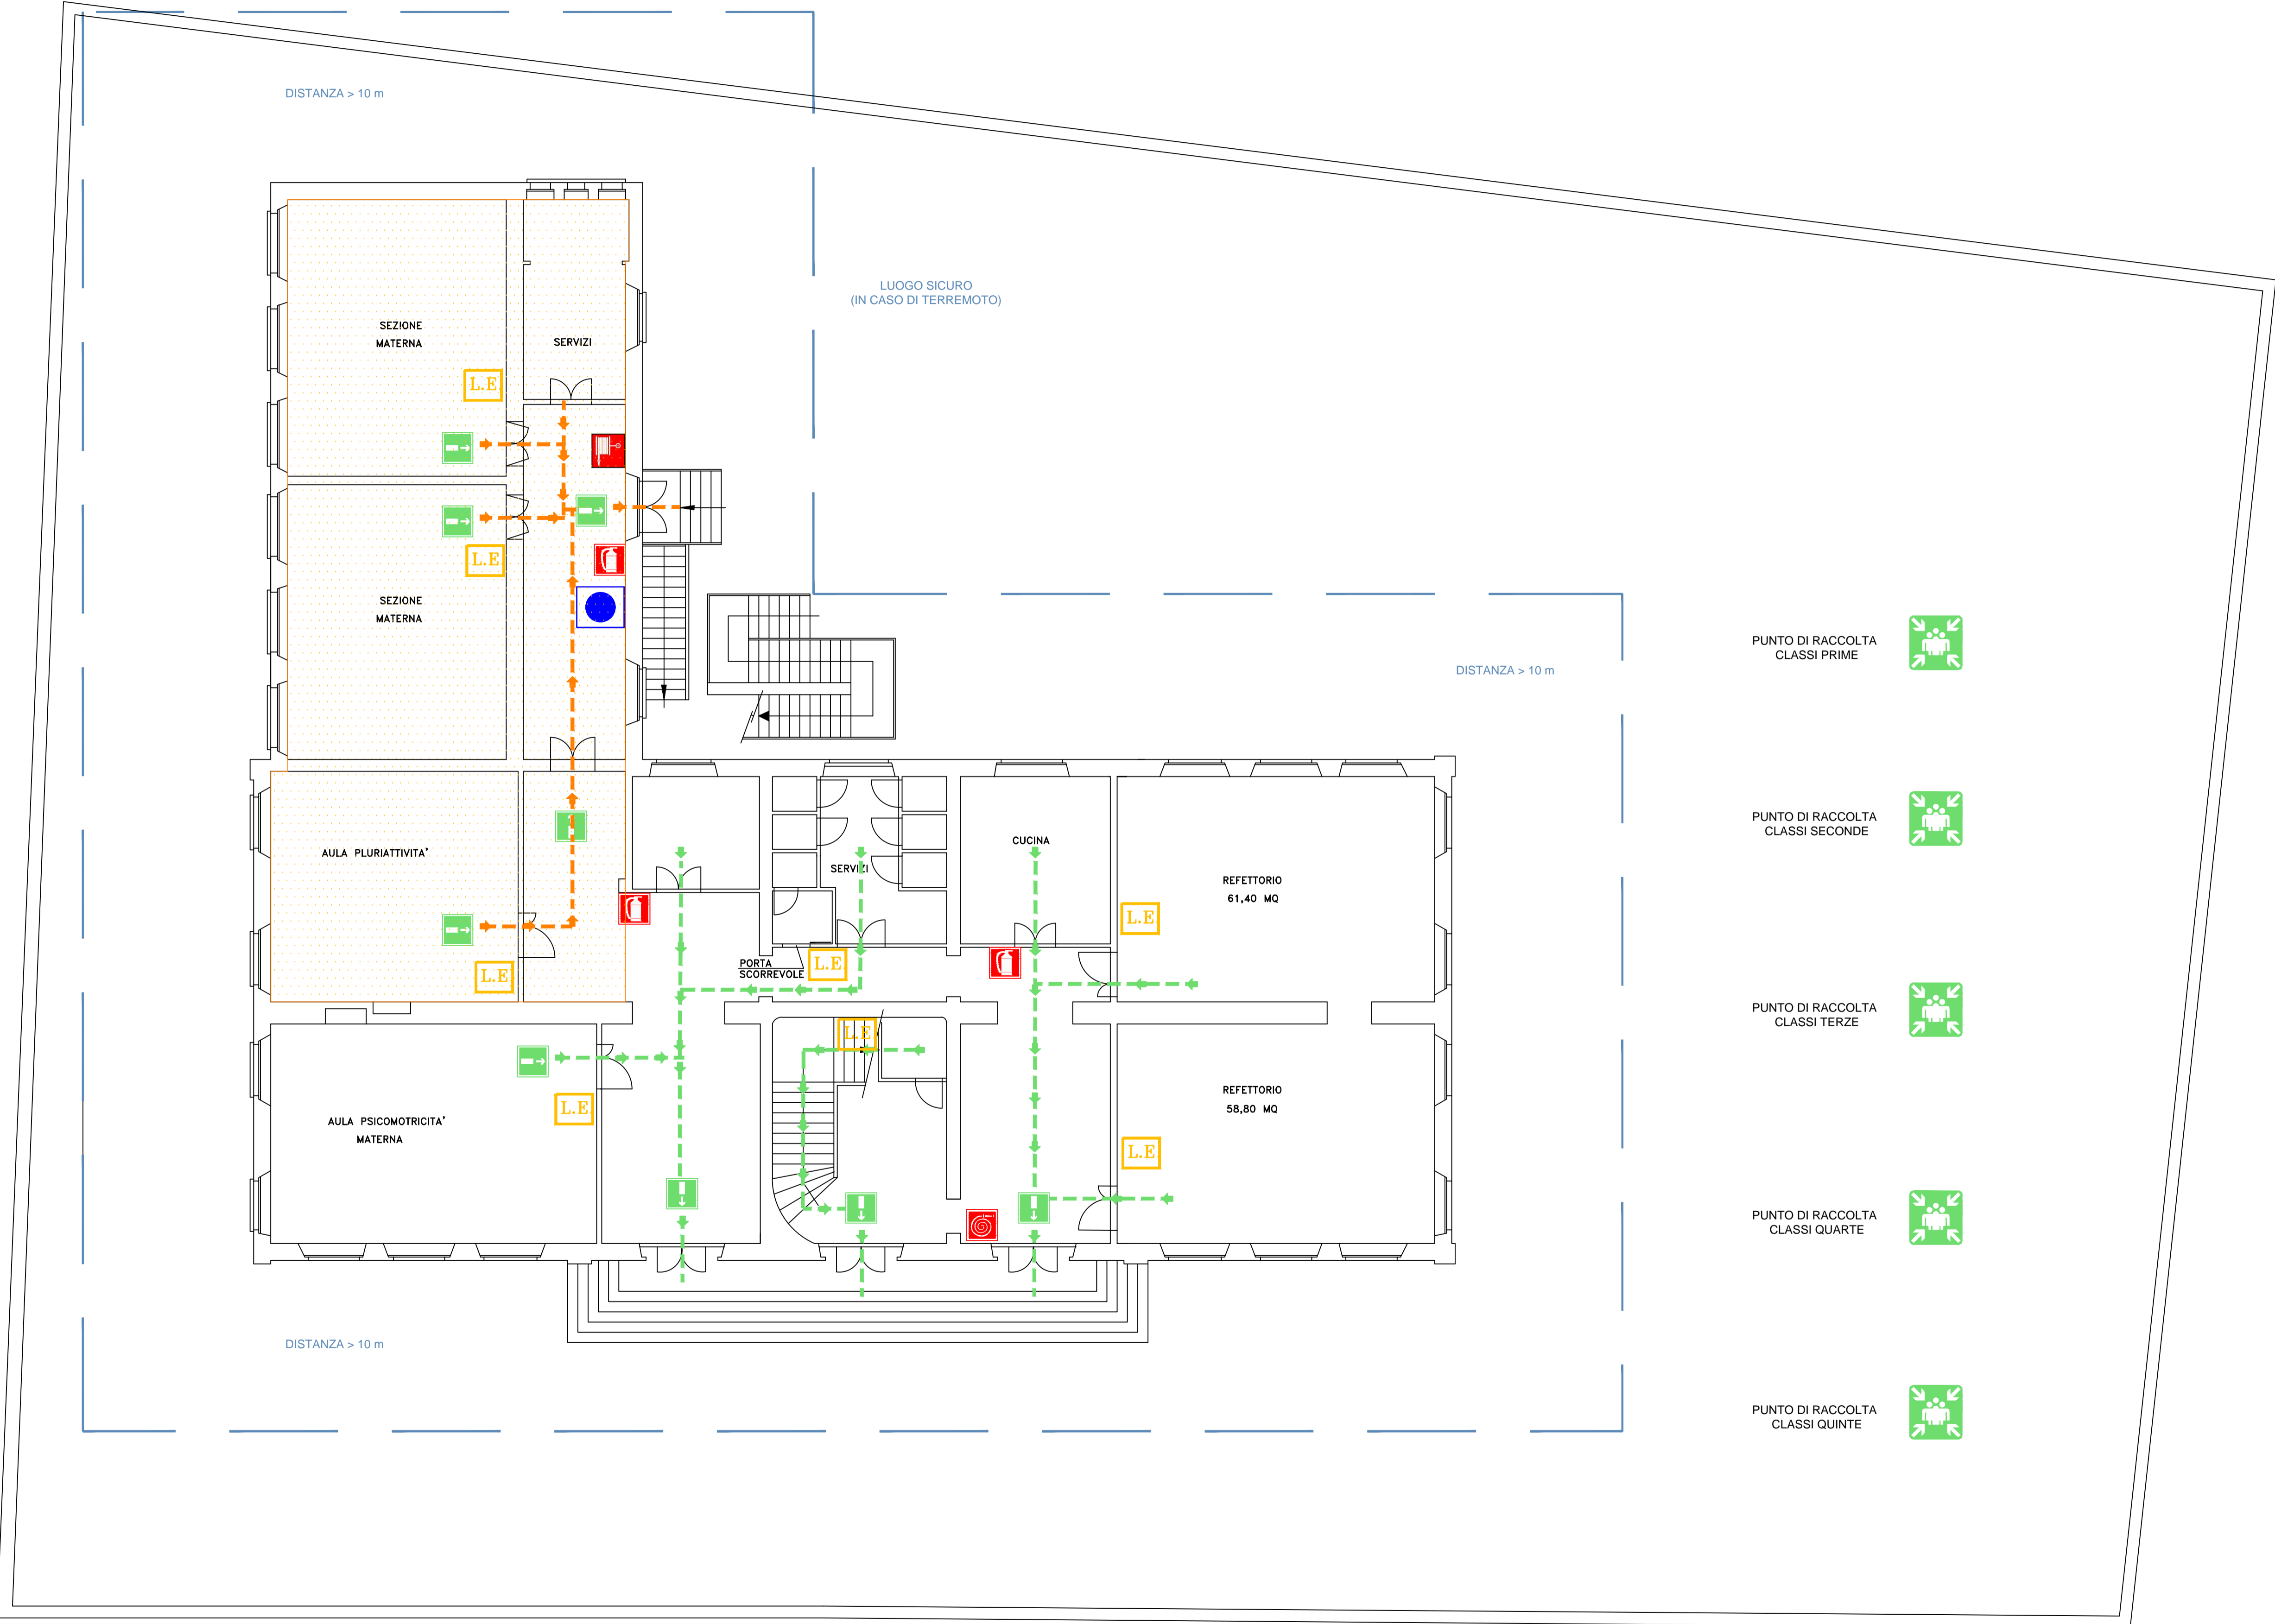 DISTANZA > 10 m
LUOGO SICURO
(IN CASO DI TERREMOTO)
SEZIONE
MATERNA
SERVIZI
L.E.
L.E.
SEZIONE
MATERNA
DISTANZA > 10 m
PUNTO DI RACCOLTA
CLASSI PRIME
PUNTO DI RACCOLTA
CLASSI SECONDE
AULA PLURIATTIVITA'
SERVIZI
CUCINA
REFETTORIO
61,40 MQ
L.E.
L.E.
PORTA
SCORREVOLE
L.E.
L.E.
PUNTO DI RACCOLTA
CLASSI TERZE
AULA PSICOMOTRICITA'
MATERNA
L.E.
REFETTORIO
58,80 MQ
L.E.
PUNTO DI RACCOLTA
CLASSI QUARTE
DISTANZA > 10 m
PUNTO DI RACCOLTA
CLASSI QUINTE